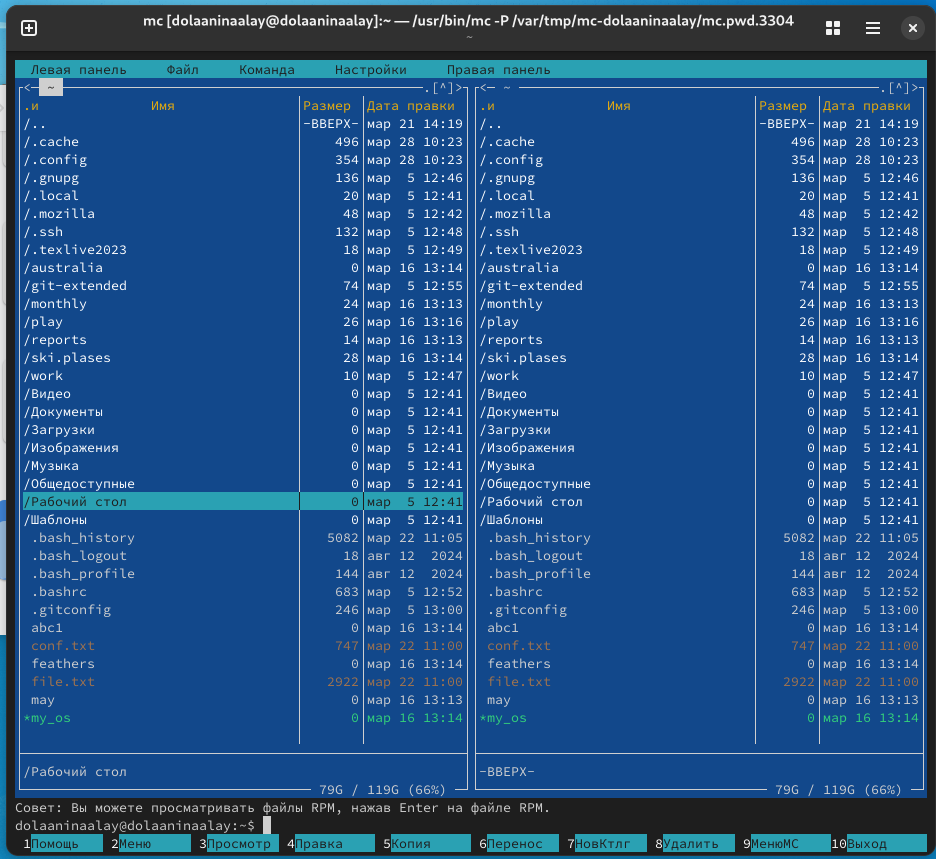 mc [dolaaninaalay@dolaaninaalay]:~ — /usr/bin/mc -P /var/tmp/mc-dolaaninaalay/mc.pwd.3304
~
Левая панель Файл Команда Настройки Правая панель
<— ~ .[^]> <— ~ .[^]>
.и Имя Размер Дата правки .и Имя Размер Дата правки
/.. -ВВЕРХ- мар 21 14:19 /.. -ВВЕРХ- мар 21 14:19
/.cache 496 мар 28 10:23 /.cache 496 мар 28 10:23
/.config 354 мар 28 10:23 /.config 354 мар 28 10:23
/.gnupg 136 мар 5 12:46 /.gnupg 136 мар 5 12:46
/.local 20 мар 5 12:41 /.local 20 мар 5 12:41
/.mozilla 48 мар 5 12:42 /.mozilla 48 мар 5 12:42
/.ssh 132 мар 5 12:48 /.ssh 132 мар 5 12:48
/.texlive2023 18 мар 5 12:49 /.texlive2023 18 мар 5 12:49
/australia 0 мар 16 13:14 /australia 0 мар 16 13:14
/git-extended 74 мар 5 12:55 /git-extended 74 мар 5 12:55
/monthly 24 мар 16 13:13 /monthly 24 мар 16 13:13
/play 26 мар 16 13:16 /play 26 мар 16 13:16
/reports 14 мар 16 13:13 /reports 14 мар 16 13:13
/ski.plases 28 мар 16 13:14 /ski.plases 28 мар 16 13:14
/work 10 мар 5 12:47 /work 10 мар 5 12:47
/Видео 0 мар 5 12:41 /Видео 0 мар 5 12:41
/Документы 0 мар 5 12:41 /Документы 0 мар 5 12:41
/Загрузки 0 мар 5 12:41 /Загрузки 0 мар 5 12:41
/Изображения 0 мар 5 12:41 /Изображения 0 мар 5 12:41
/Музыка 0 мар 5 12:41 /Музыка 0 мар 5 12:41
/Общедоступные 0 мар 5 12:41 /Общедоступные 0 мар 5 12:41
/Рабочий стол 0 мар 5 12:41 /Рабочий стол 0 мар 5 12:41
/Шаблоны 0 мар 5 12:41 /Шаблоны 0 мар 5 12:41
.bash_history 5082 мар 22 11:05 .bash_history 5082 мар 22 11:05
.bash_logout 18 авг 12 2024 .bash_logout 18 авг 12 2024
.bash_profile 144 авг 12 2024 .bash_profile 144 авг 12 2024
.bashrc 683 мар 5 12:52 .bashrc 683 мар 5 12:52
.gitconfig 246 мар 5 13:00 .gitconfig 246 мар 5 13:00
abc1 0 мар 16 13:14 abc1 0 мар 16 13:14
conf.txt 747 мар 22 11:00 conf.txt 747 мар 22 11:00
feathers 0 мар 16 13:14 feathers 0 мар 16 13:14
file.txt 2922 мар 22 11:00 file.txt 2922 мар 22 11:00
may 0 мар 16 13:13 may 0 мар 16 13:13
*my_os 0 мар 16 13:14 *my_os 0 мар 16 13:14
/Рабочий стол -ВВЕРХ-
79G / 119G (66%) 79G / 119G (66%)
Совет: Вы можете просматривать файлы RPM, нажав Enter на файле RPM.
dolaaninaalay@dolaaninaalay:~$
1Помощь 2Меню 3Просмотр 4Правка 5Копия 6Перенос 7НовКтлг 8Удалить 9МенюМС 10Выход